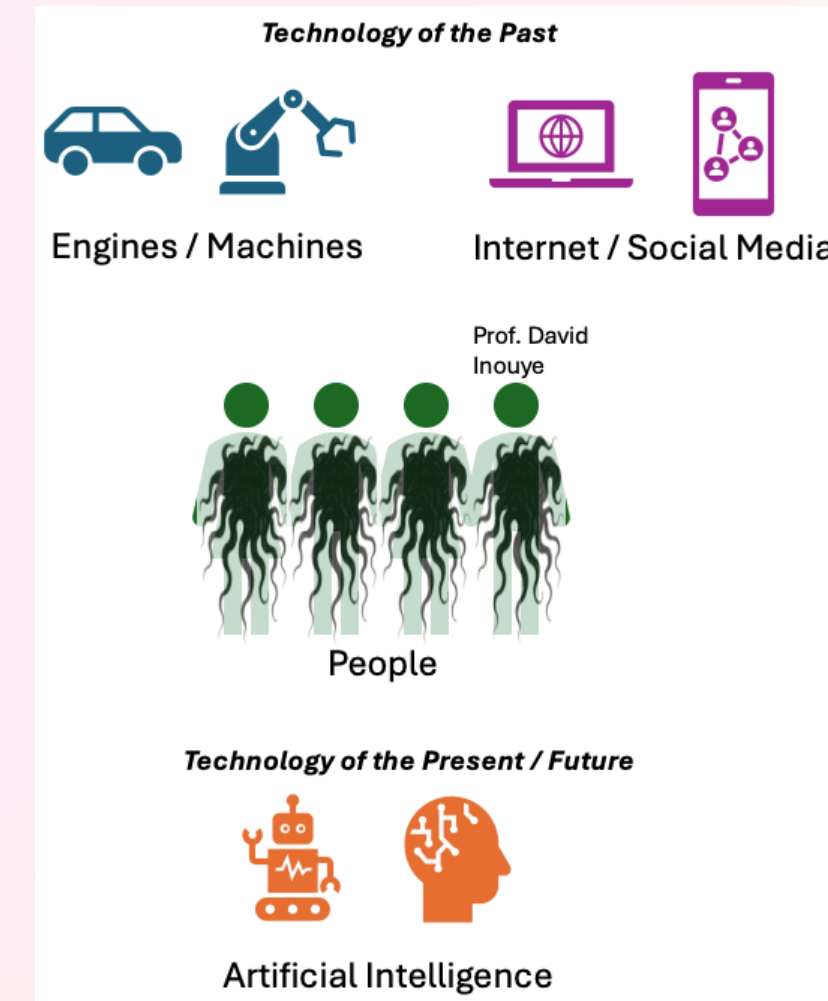 Technology of the Past
Engines / Machines
Internet / Social Media
Prof. David
Inouye
People
Technology of the Present / Future
Artificial Intelligence